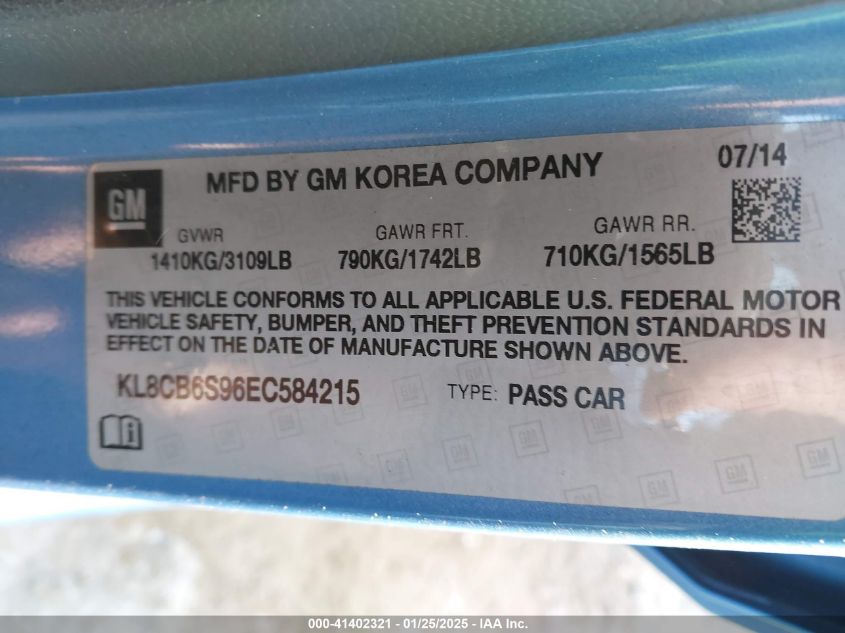 MFD BY GM KOREA COMPANY 07/14
GM
GVWR GAWR FRT. GAWR RR.
1410KG/3109LB 790KG/1742LB 710KG/1565LB
THIS VEHICLE CONFORMS TO ALL APPLICABLE U.S. FEDERAL MOTOR
VEHICLE SAFETY, BUMPER, AND THEFT PREVENTION STANDARDS IN
EFFECT ON THE DATE OF MANUFACTURE SHOWN ABOVE.
KL8CB6S96EC584215 TYPE: PASS CAR
000-41402321 - 01/25/2025 - IAA Inc.